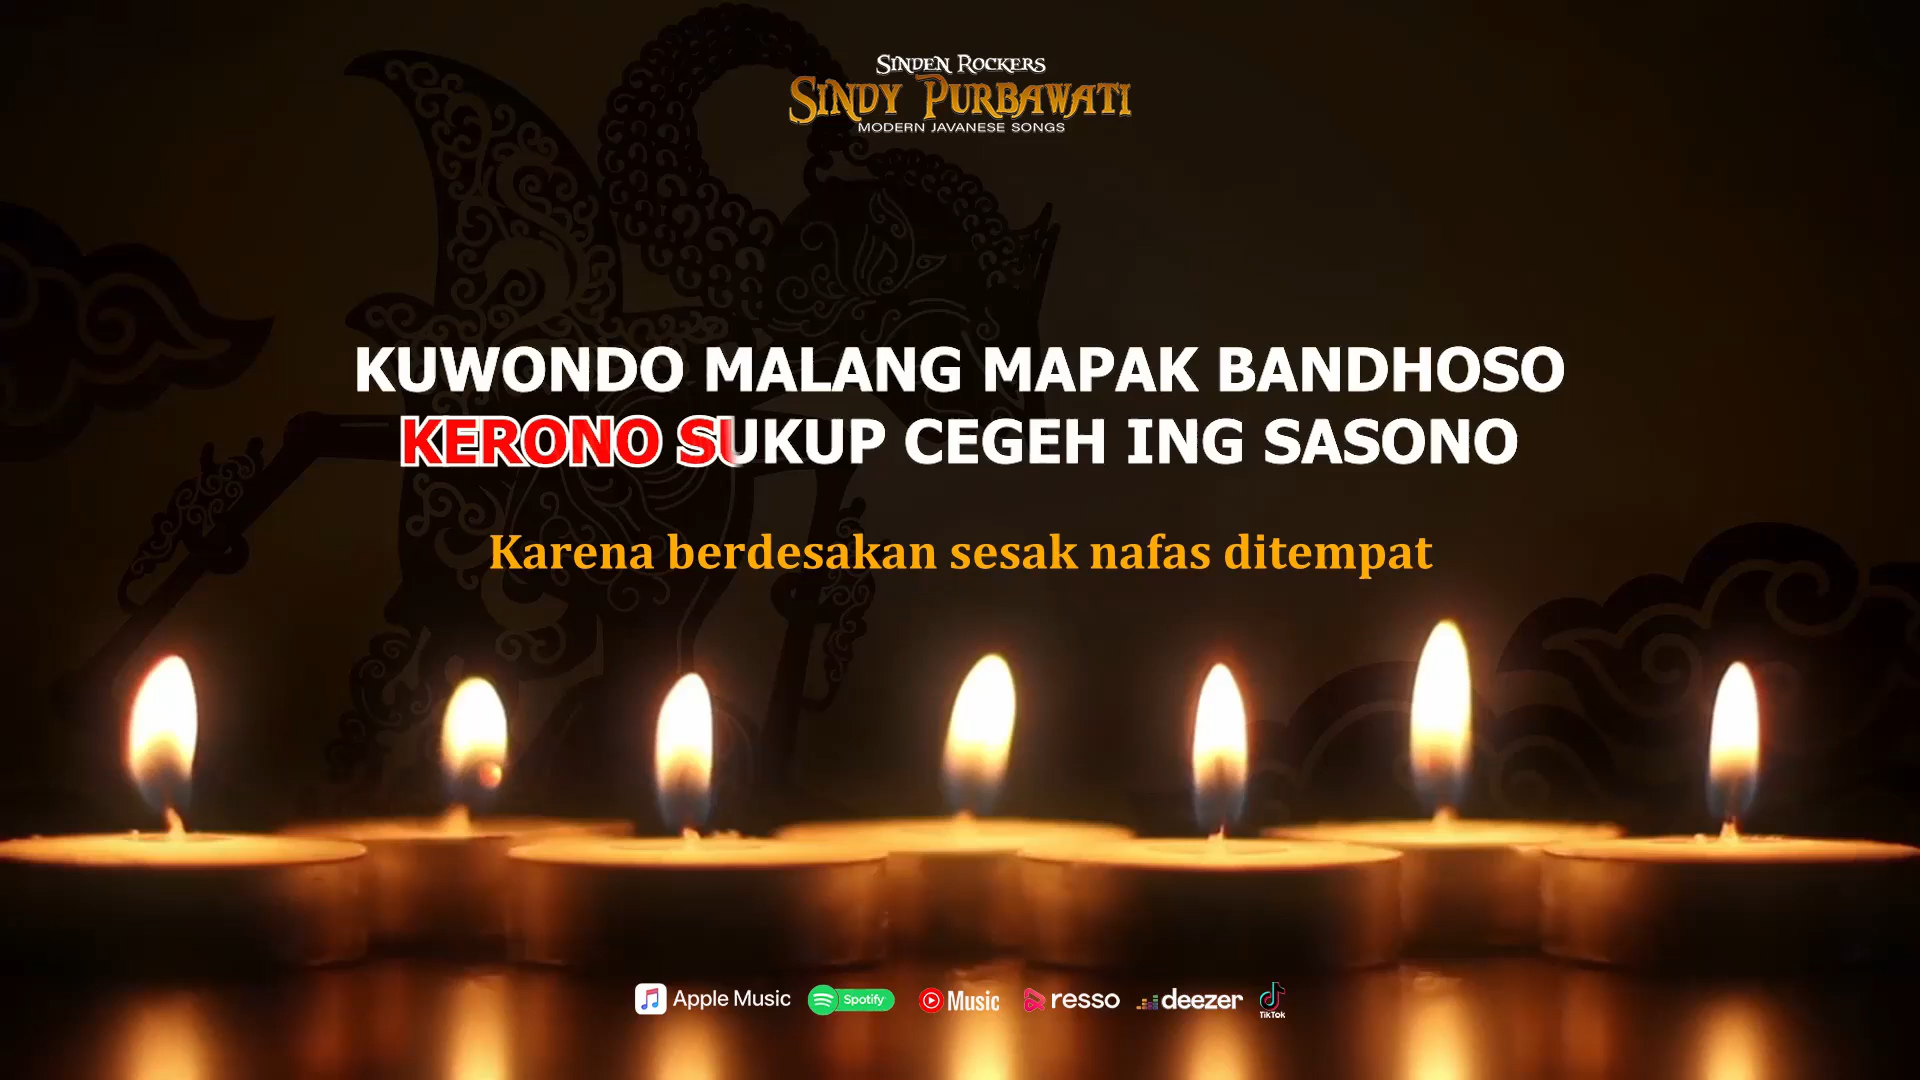 SINDEN ROCKERS
SINDY PURBAWATI
MODERN JAVANESE SONGS
KUWONDO MALANG MAPAK BANDHOSO
KERONO SUKUP CEGEH ING SASONO
Karena berdesakan sesak nafas ditempat
Apple Music Spotify Music resso deezer TikTok